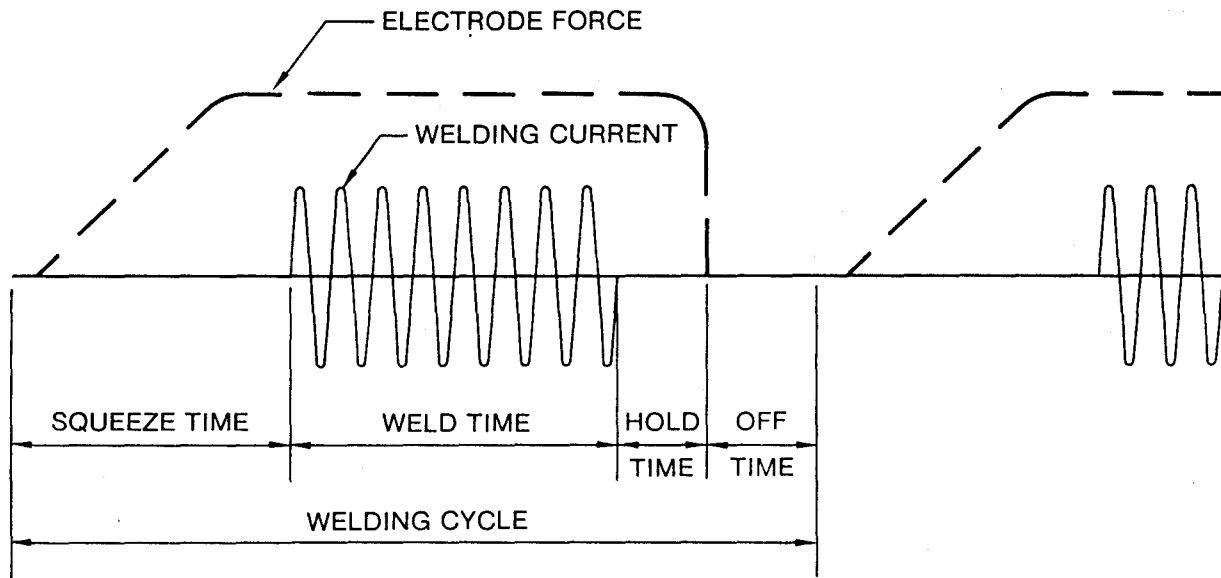 ELECTRODE FORCE
WELDING CURRENT
SQUEEZE TIME
WELD TIME
HOLD TIME
OFF TIME
WELDING CYCLE